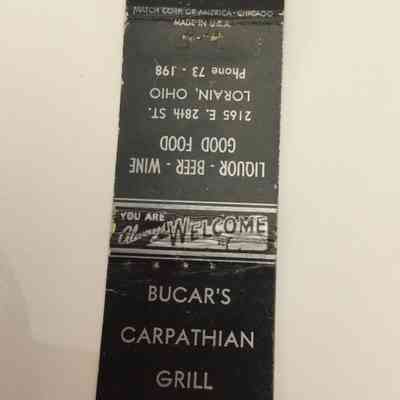 MATCH CORP. OF AMERICA - CHICAGO
MADE IN U.S.A.
LIQUOR - BEER - WINE
GOOD FOOD
2165 E. 28th ST.
LORAIN, OHIO
Phone 73 - 198
YOU ARE
Always WELCOME
BUCAR'S
CARPATHIAN
GRILL